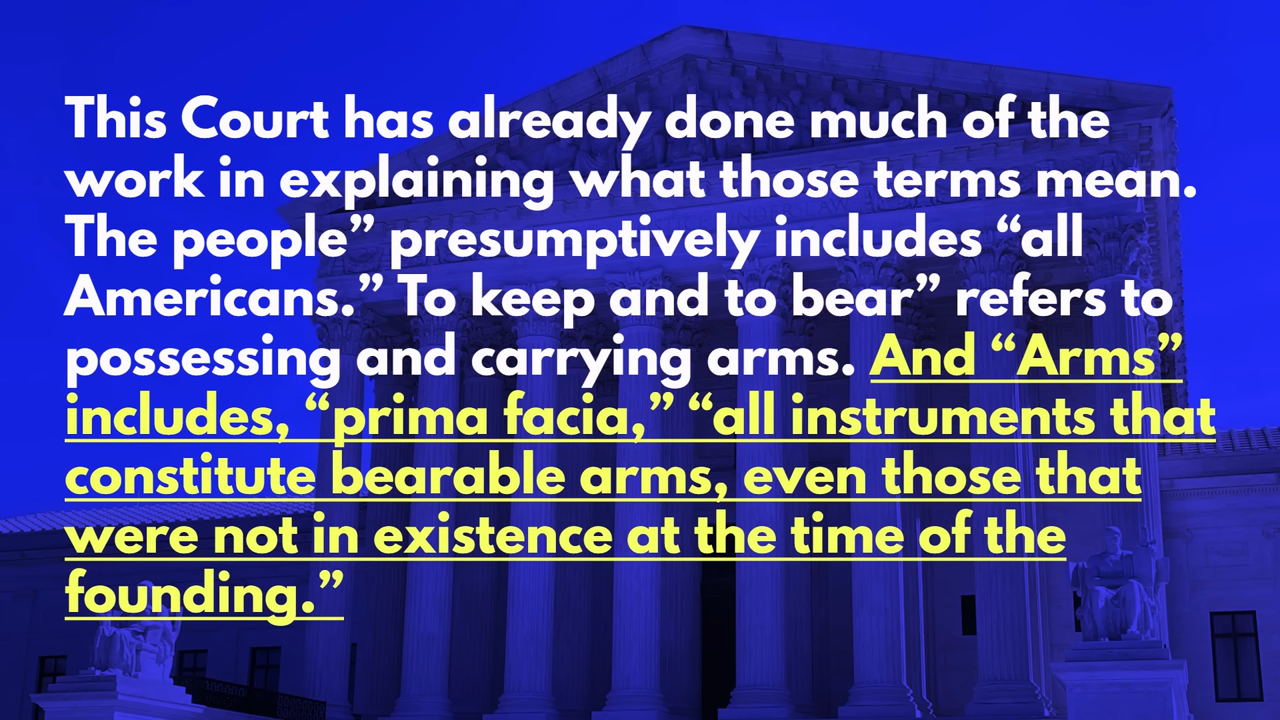 This Court has already done much of the
work in explaining what those terms mean.
The people” presumptively includes “all
Americans.” To keep and to bear” refers to
possessing and carrying arms. And “Arms”
includes, “prima facia,” “all instruments that
constitute bearable arms, even those that
were not in existence at the time of the
founding.”